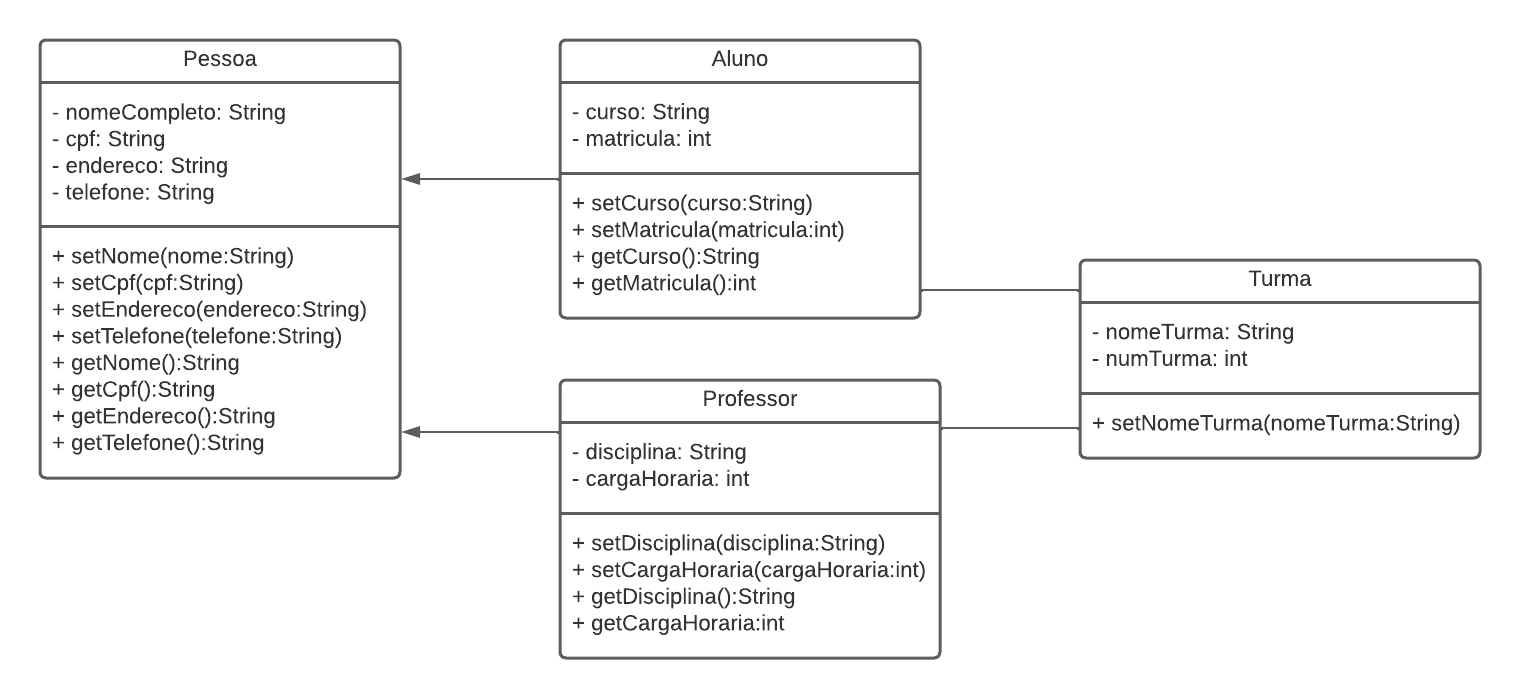 Pessoa
- nomeCompleto: String
- cpf: String
- endereco: String
- telefone: String
+ setNome(nome:String)
+ setCpf(cpf:String)
+ setEndereco(endereco:String)
+ setTelefone(telefone:String)
+ getNome():String
+ getCpf():String
+ getEndereco():String
+ getTelefone():String
Aluno
- curso: String
- matricula: int
+ setCurso(curso:String)
+ setMatricula(matricula:int)
+ getCurso():String
+ getMatricula():int
Professor
- disciplina: String
- cargaHoraria: int
+ setDisciplina(disciplina:String)
+ setCargaHoraria(cargaHoraria:int)
+ getDisciplina():String
+ getCargaHoraria:int
Turma
- nomeTurma: String
- numTurma: int
+ setNomeTurma(nomeTurma:String)